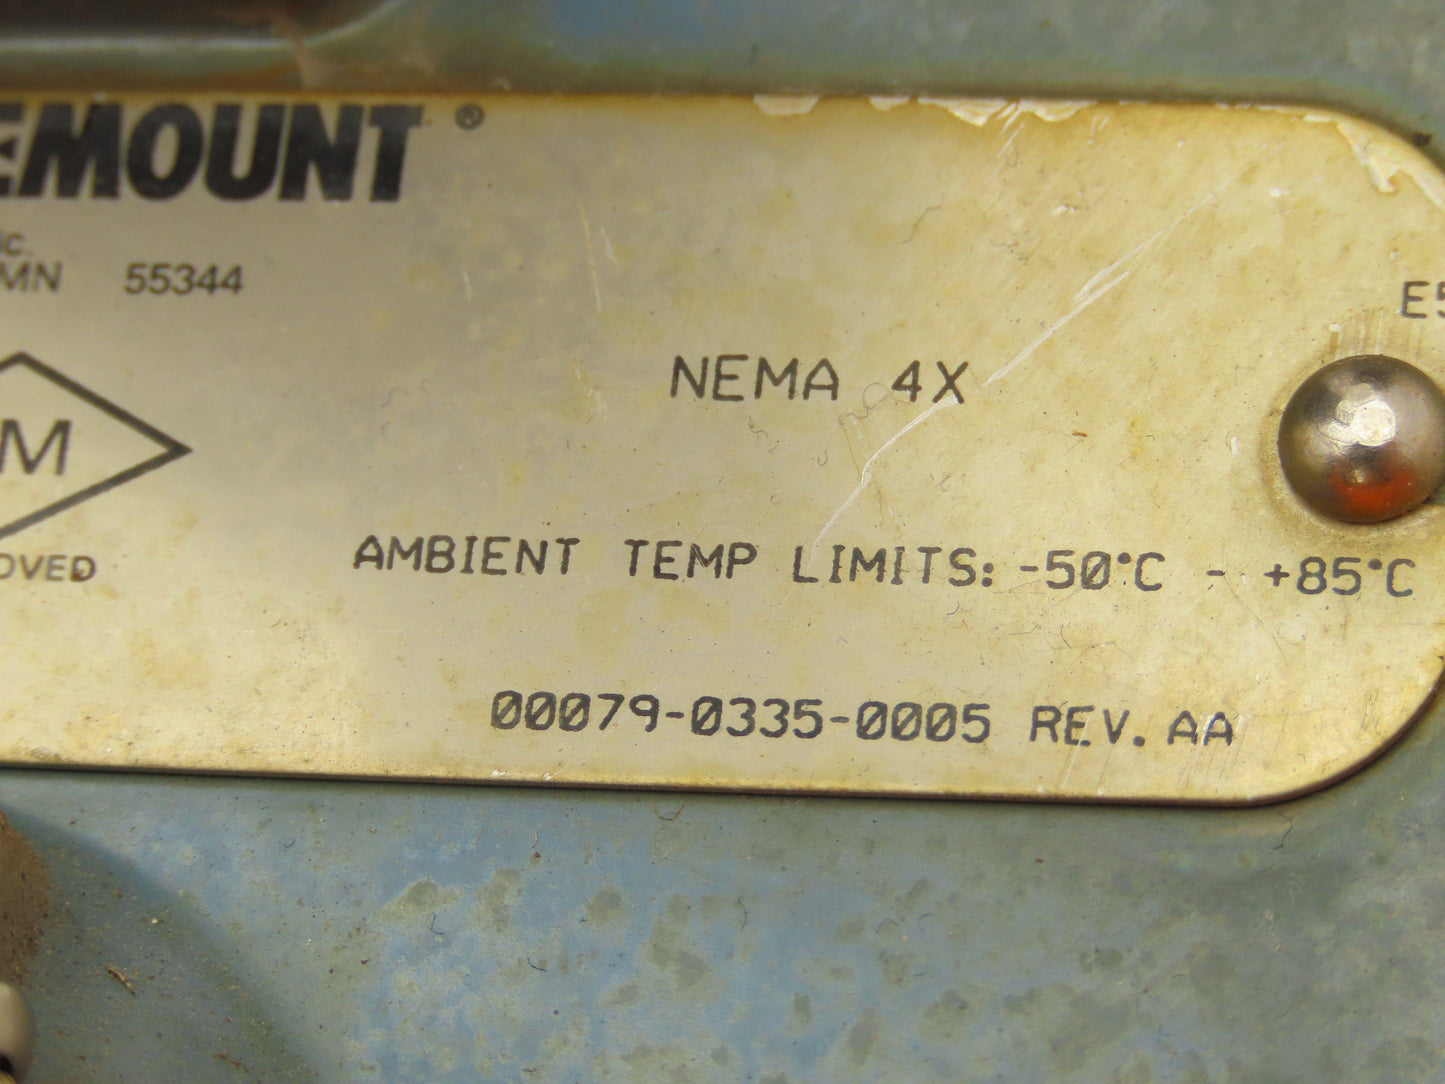 EMOUNT®
MN 55344
E5
NEMA 4X
M
AMBIENT TEMP LIMITS: -50°C - +85°C
OVED
00079-0335-0005 REV. AA